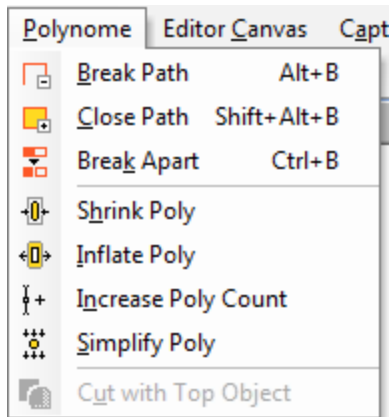 Polynome Editor Canvas Capt
Break Path Alt+B
Close Path Shift+Alt+B
Break Apart Ctrl+B
Shrink Poly
Inflate Poly
Increase Poly Count
Simplify Poly
Cut with Top Object